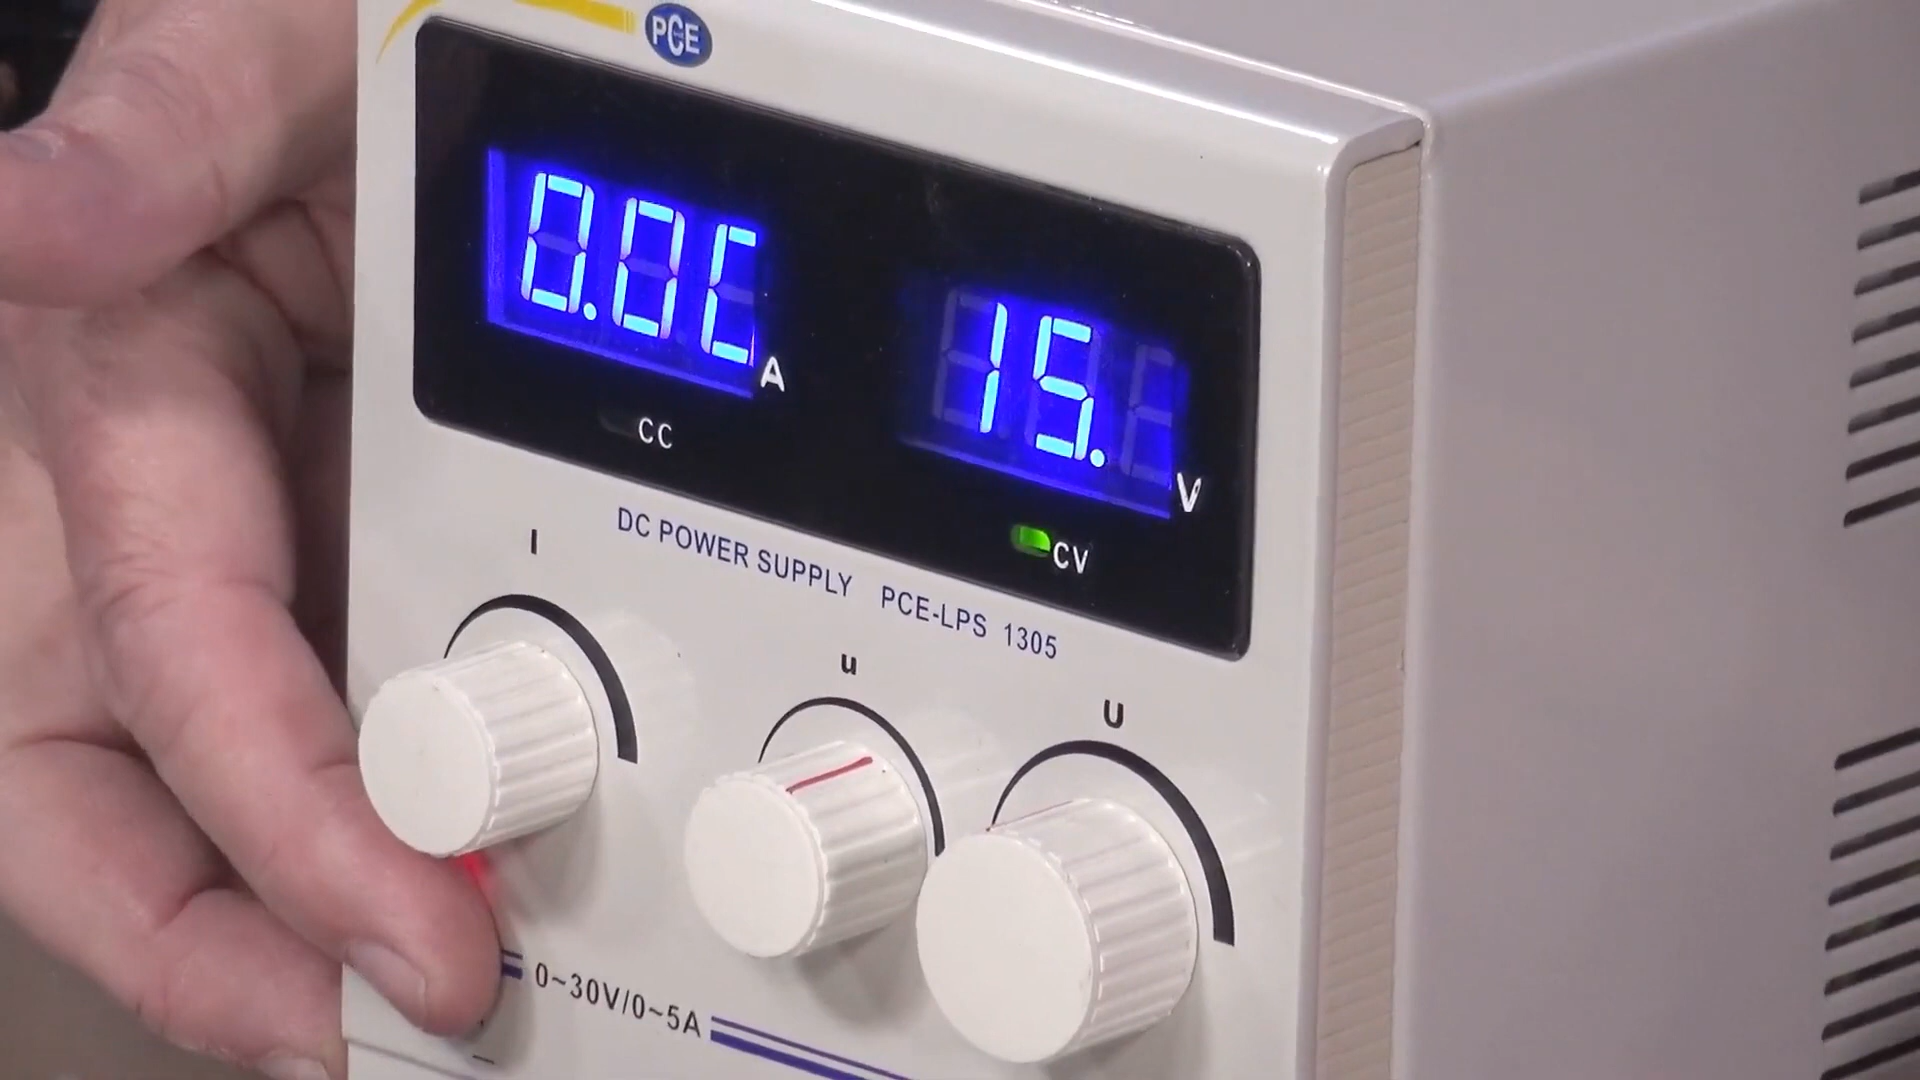 PCE
0.0
A
15.
V
CC
CV
DC POWER SUPPLY PCE-LPS 1305
I
u
U
0~30V/0~5A